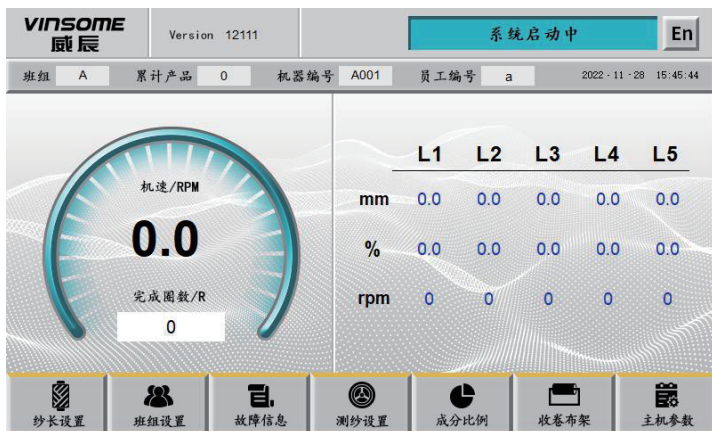 VINSOME
威辰
Version 12111
系统启动中
En
班组 A 累计产品 0 机器编号 A001 员工编号 a 2022-11-28 15:45:44
机速/RPM
0.0
完成圈数/R
0
L1 L2 L3 L4 L5
mm 0.0 0.0 0.0 0.0 0.0
% 0.0 0.0 0.0 0.0 0.0
rpm 0 0 0 0 0
纱长设置 班组设置 故障信息 测纱设置 成分比例 收卷布架 主机参数